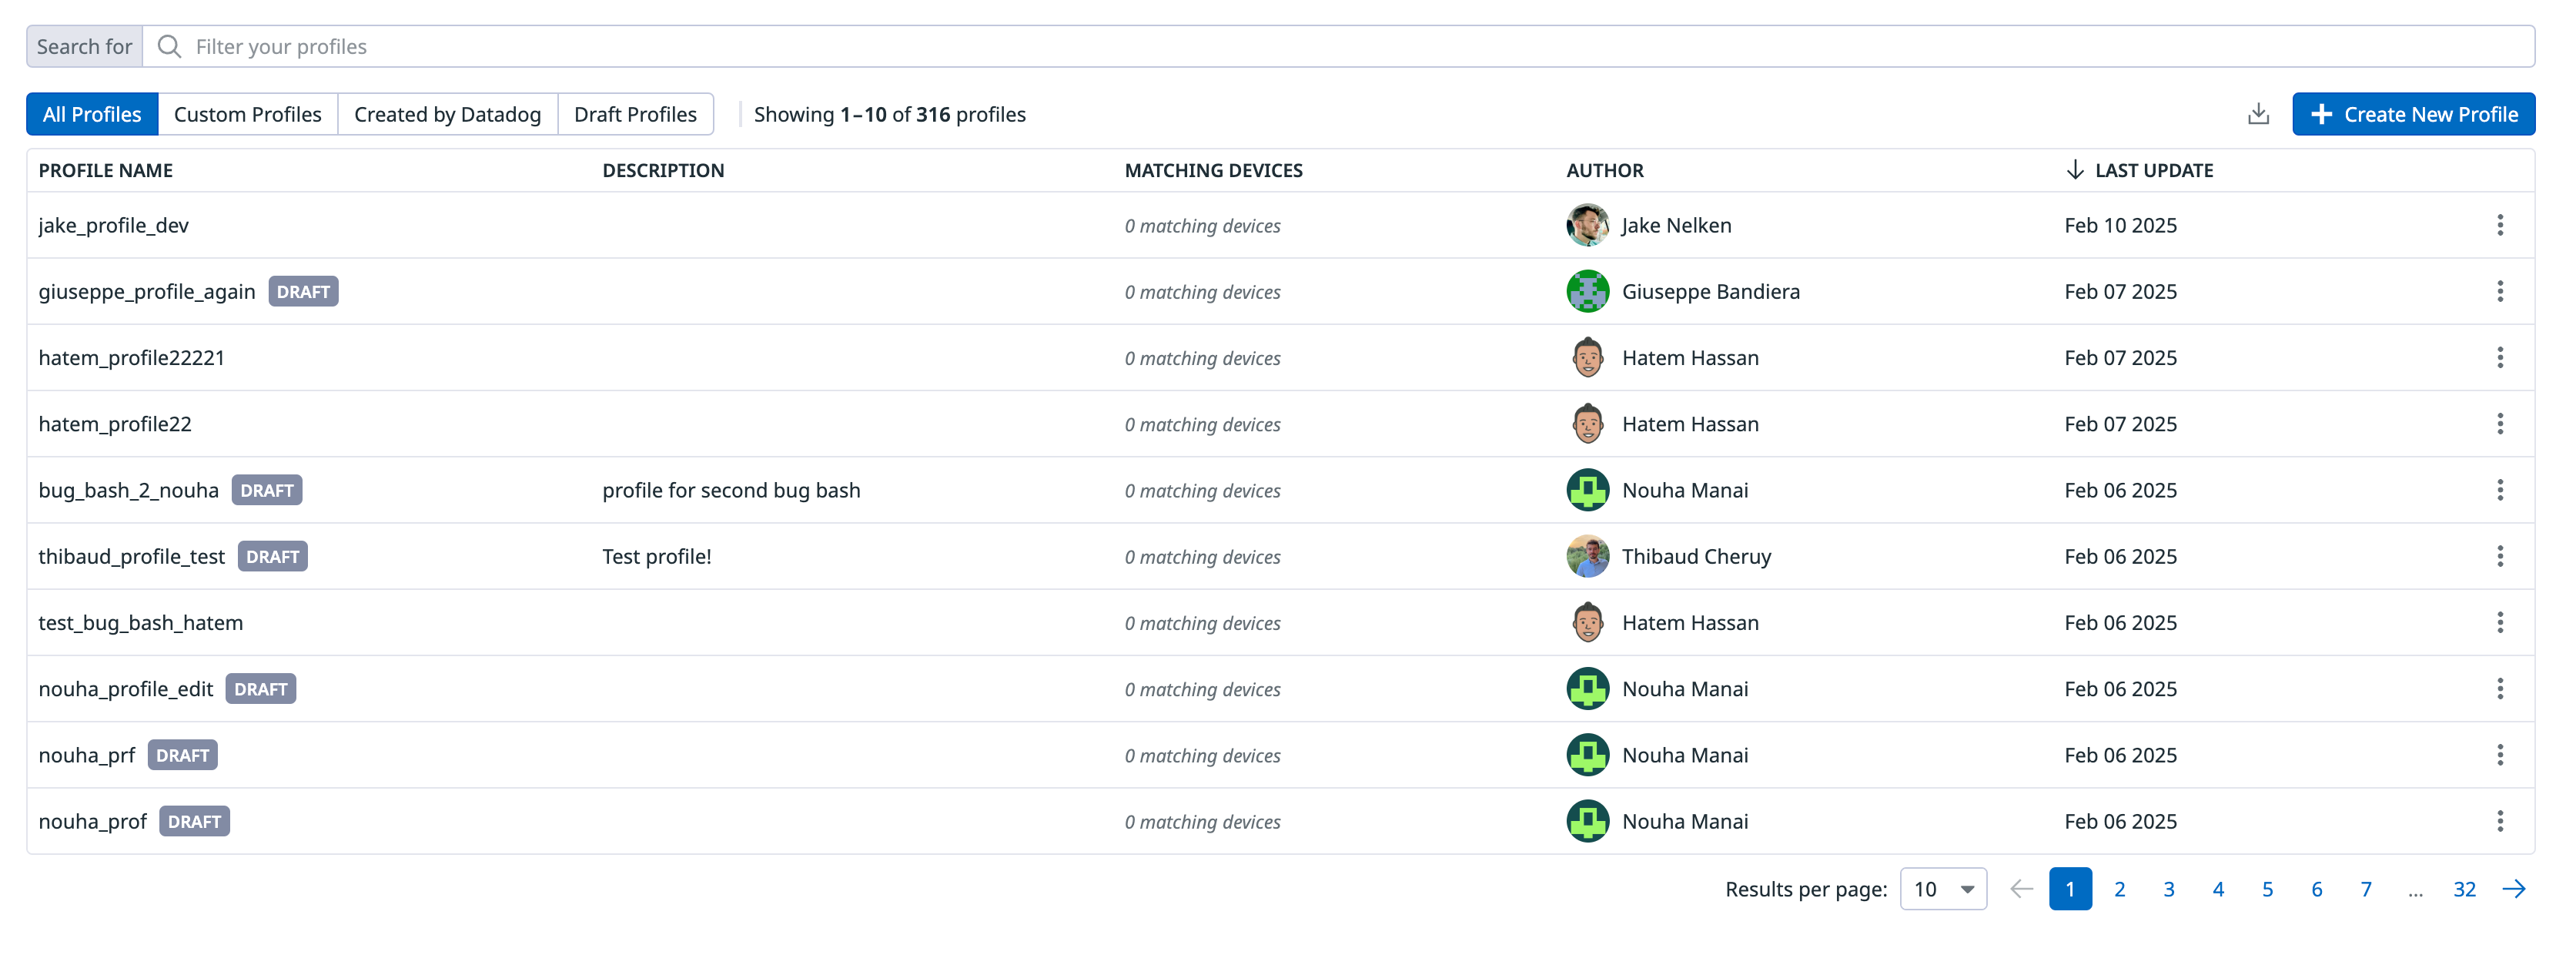 Search for Filter your profiles
All Profiles Custom Profiles Created by Datadog Draft Profiles Showing 1–10 of 316 profiles Create New Profile
PROFILE NAME DESCRIPTION MATCHING DEVICES AUTHOR LAST UPDATE
jake_profile_dev 0 matching devices Jake Nelken Feb 10 2025
giuseppe_profile_again DRAFT 0 matching devices Giuseppe Bandiera Feb 07 2025
hatem_profile22221 0 matching devices Hatem Hassan Feb 07 2025
hatem_profile22 0 matching devices Hatem Hassan Feb 07 2025
bug_bash_2_nouha DRAFT profile for second bug bash 0 matching devices Nouha Manai Feb 06 2025
thibaud_profile_test DRAFT Test profile! 0 matching devices Thibaud Cheruy Feb 06 2025
test_bug_bash_hatem 0 matching devices Hatem Hassan Feb 06 2025
nouha_profile_edit DRAFT 0 matching devices Nouha Manai Feb 06 2025
nouha_prf DRAFT 0 matching devices Nouha Manai Feb 06 2025
nouha_prof DRAFT 0 matching devices Nouha Manai Feb 06 2025
Results per page: 10 1 2 3 4 5 6 7 ... 32